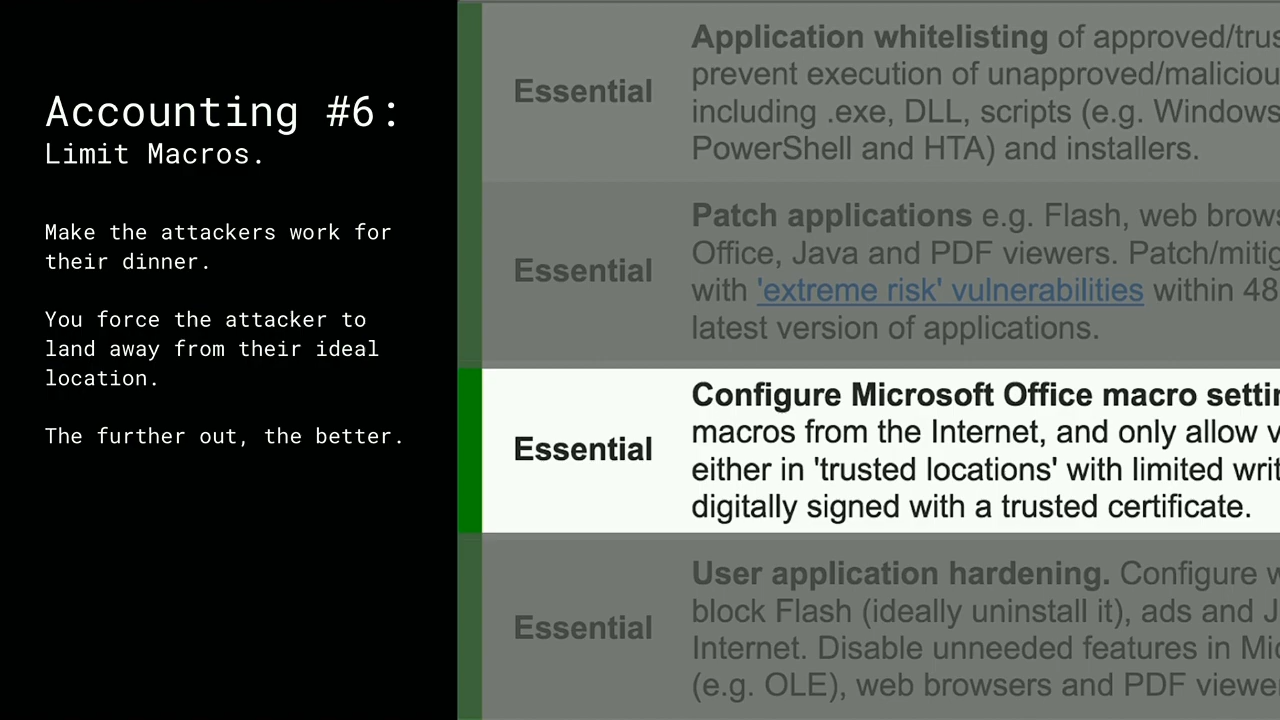 Accounting #6:
Limit Macros.
Make the attackers work for
their dinner.
You force the attacker to
land away from their ideal
location.
The further out, the better.
Essential
Application whitelisting of approved/trus
prevent execution of unapproved/maliciou
including .exe, DLL, scripts (e.g. Windows
PowerShell and HTA) and installers.
Essential
Patch applications e.g. Flash, web brows
Office, Java and PDF viewers. Patch/mitig
with 'extreme risk' vulnerabilities within 48
latest version of applications.
Essential
Configure Microsoft Office macro settin
macros from the Internet, and only allow v
either in 'trusted locations' with limited writ
digitally signed with a trusted certificate.
Essential
User application hardening. Configure w
block Flash (ideally uninstall it), ads and J
Internet. Disable unneeded features in Mic
(e.g. OLE), web browsers and PDF viewe